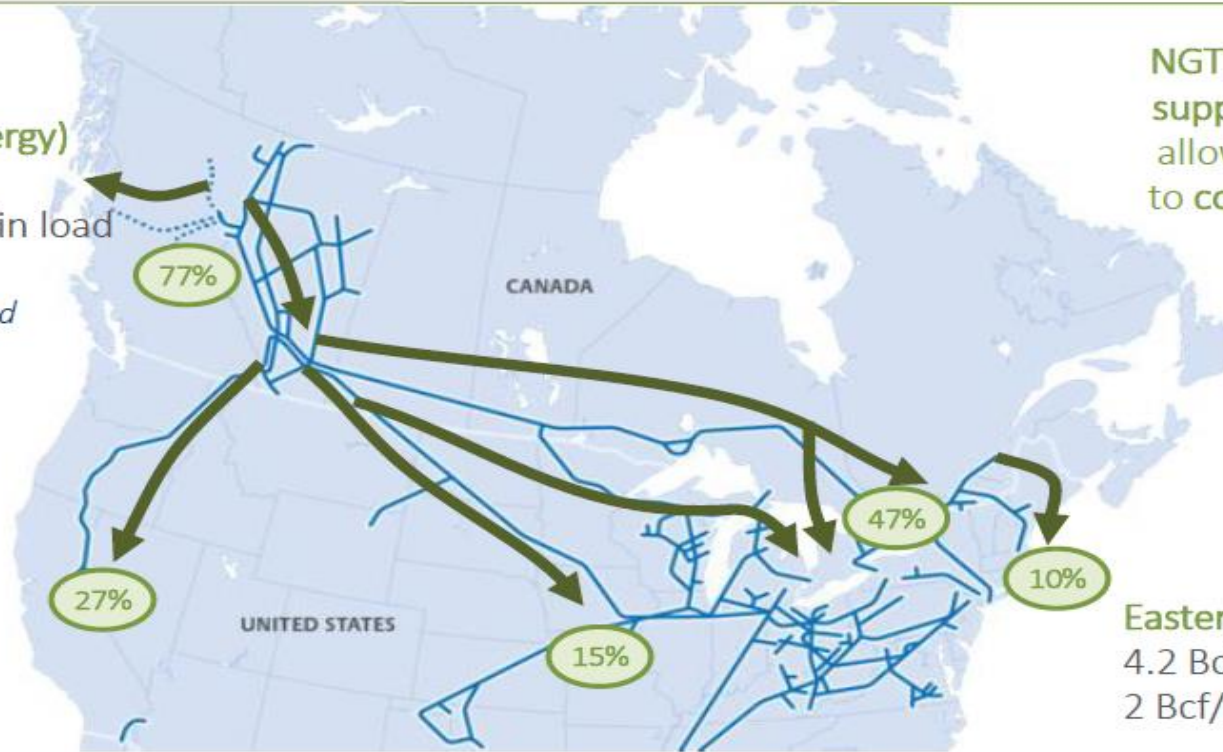 ergy)
in load
d
NGT
supp
allov
to co
CANADA
77%
47%
10%
27%
15%
UNITED STATES
Easter
4.2 Bc
2 Bcf/